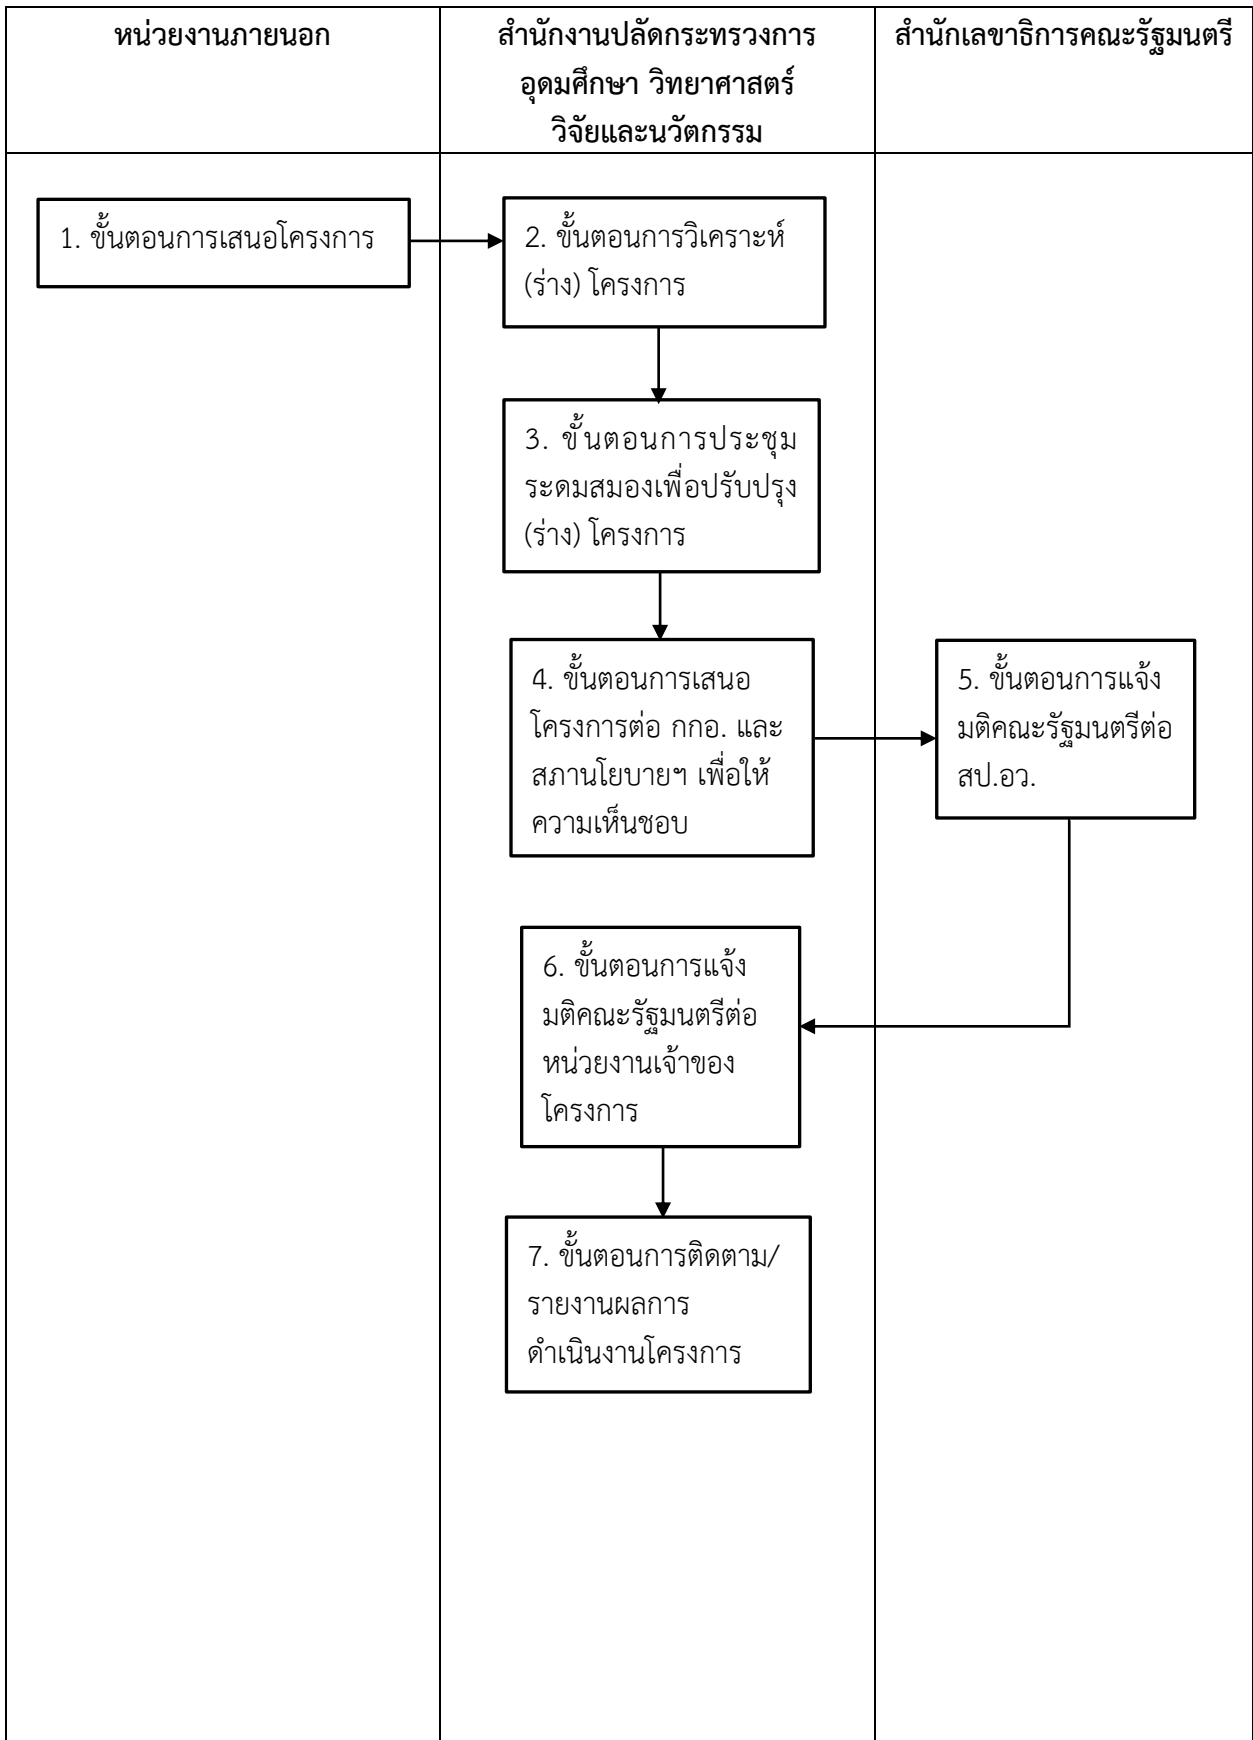 หน่วยงานภายนอก
สำนักงานปลัดกระทรวงการ
อุดมศึกษา วิทยาศาสตร์
วิจัยและนวัตกรรม
สำนักเลขาธิการคณะรัฐมนตรี
1. ขั้นตอนการเสนอโครงการ
2. ขั้นตอนการวิเคราะห์
(ร่าง) โครงการ
3. ขั้นตอนการประชุม
ระดมสมองเพื่อปรับปรุง
(ร่าง) โครงการ
4. ขั้นตอนการเสนอ
โครงการต่อ กกอ. และ
สภานโยบายฯ เพื่อให้
ความเห็นชอบ
5. ขั้นตอนการแจ้ง
มติคณะรัฐมนตรีต่อ
สป.อว.
6. ขั้นตอนการแจ้ง
มติคณะรัฐมนตรีต่อ
หน่วยงานเจ้าของ
โครงการ
7. ขั้นตอนการติดตาม/
รายงานผลการ
ดำเนินงานโครงการ